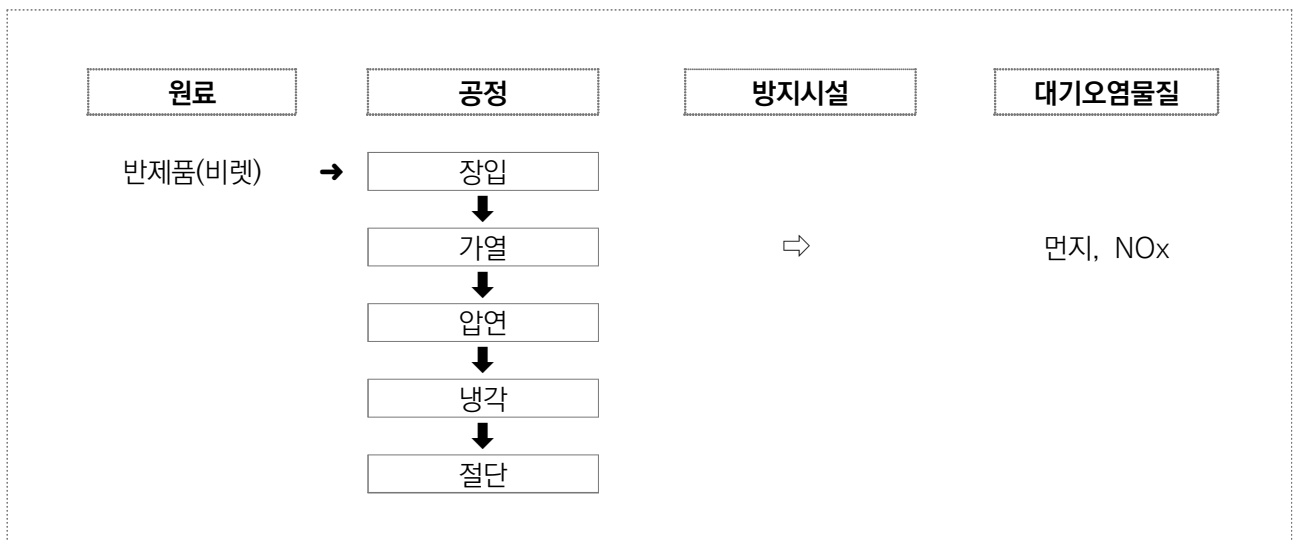 원료 공정 방지시설 대기오염물질
반제품(비렛) ➔ 장입
⬇
가열 ⇨ 먼지, NOx
⬇
압연
⬇
냉각
⬇
절단